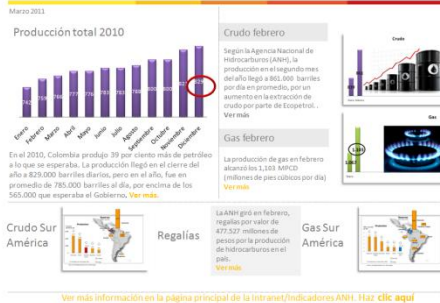 Marzo 2011
Producción total 2010
Enero
Febrero
Marzo
Abril
Mayo
Junio
Julio
Agosto
Septiembre
Octubre
Noviembre
Diciembre
En el 2010, Colombia produjo 39 por ciento más de petróleo
a lo que se esperaba. La producción llegó en el cierre del
año a 829.000 barriles diarios, pero en el año, fue en
promedio de 785.000 barriles al día, por encima de los
565.000 que esperaba el Gobierno. Ver más.
Crudo febrero
Según la Agencia Nacional de
Hidrocarburos (ANH), la
producción en el segundo mes
del año llegó a 861.000 barriles
por día en promedio, por un
aumento en la extracción de
crudo por parte de Ecopetrol. .
Ver más
Crudo
Gas febrero
La producción de gas en febrero
alcanzó los 1,103 MPCD
(millones de pies cúbicos por día)
Ver más
Gas
Crudo Sur
América
Regalías
La ANH giró en febrero,
regalías por valor de
477.527 millones de
pesos por la producción
de hidrocarburos en el
país.
Ver más
Gas Sur
América
Ver más información en la página principal de la Intranet/Indicadores ANH. Haz clic aquí